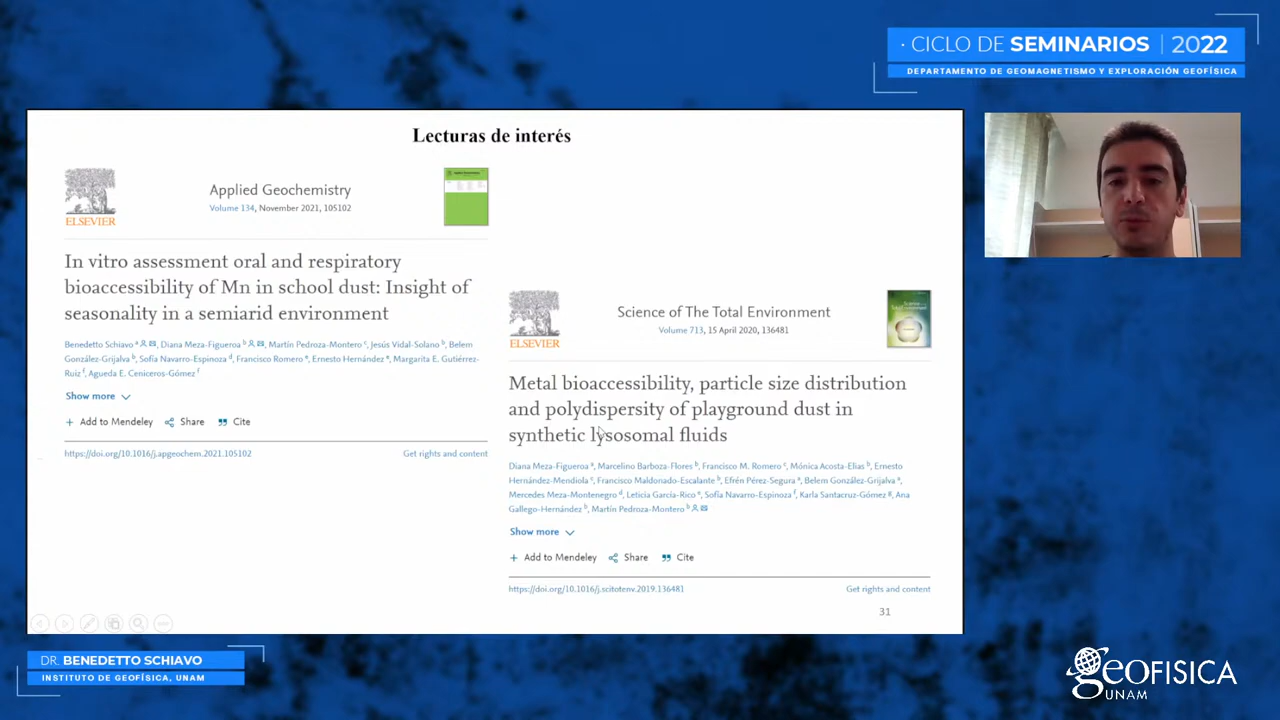 · CICLO DE SEMINARIOS | 2022
DEPARTAMENTO DE GEOMAGNETISMO Y EXPLORACIÓN GEOFÍSICA
Lecturas de interés
ELSEVIER
Applied Geochemistry
Volume 134, November 2021, 105102
In vitro assessment oral and respiratory
bioaccessibility of Mn in school dust: Insight of
seasonality in a semiarid environment
Benedetto Schiavo a, Diana Meza-Figueroa b, Martín Pedroza-Montero c, Jesús Vidal-Solano b, Belem
González-Grijalva b, Sofía Navarro-Espinoza d, Francisco Romero e, Ernesto Hernández e, Margarita E. Gutiérrez-
Ruiz f, Agueda E. Ceniceros-Gómez f
Show more
+ Add to Mendeley Share Cite
https://doi.org/10.1016/j.apgeochem.2021.105102 Get rights and content
ELSEVIER
Science of The Total Environment
Volume 713, 15 April 2020, 136481
Metal bioaccessibility, particle size distribution
and polydispersity of playground dust in
synthetic lysosomal fluids
Diana Meza-Figueroa a, Marcelino Barboza-Flores b, Francisco M. Romero c, Mónica Acosta-Elias b, Ernesto
Hernández-Mendiola c, Francisco Maldonado-Escalante b, Efrén Pérez-Segura a, Belem González-Grijalva a,
Mercedes Meza-Montenegro d, Leticia García-Rico e, Sofía Navarro-Espinoza f, Karla Santacruz-Gómez g, Ana
Gallego-Hernández b, Martín Pedroza-Montero b
Show more
+ Add to Mendeley Share Cite
https://doi.org/10.1016/j.scitotenv.2019.136481 Get rights and content
31
DR. BENEDETTO SCHIAVO
INSTITUTO DE GEOFÍSICA, UNAM
GEOFISICA
UNAM